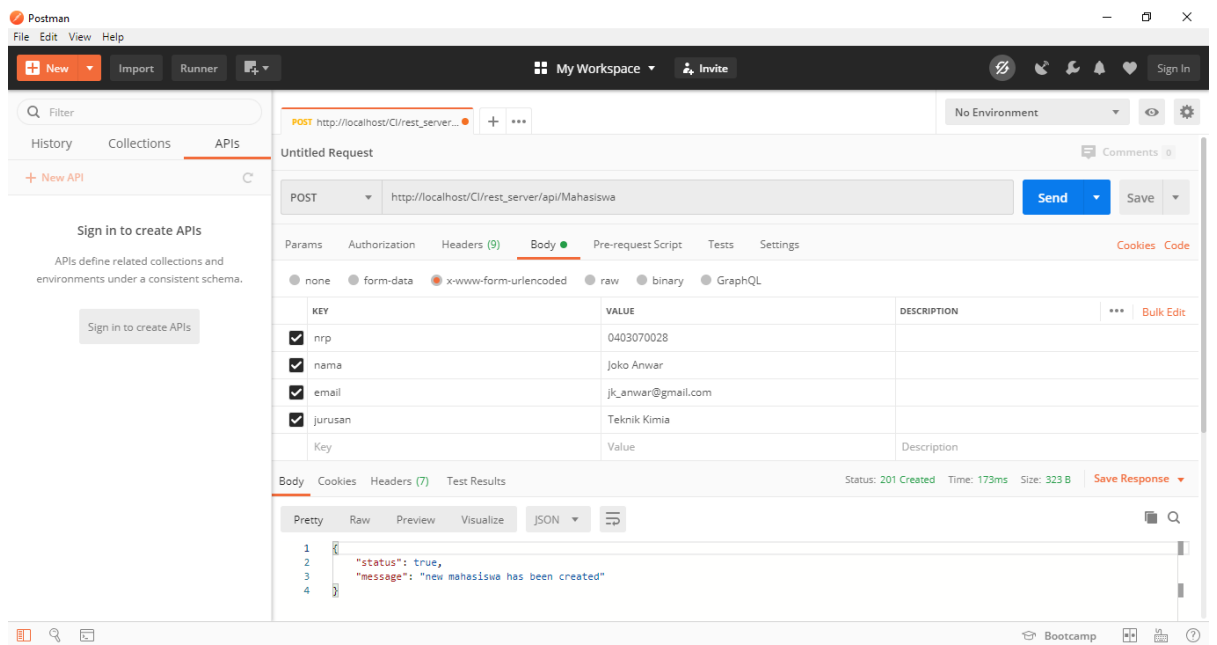 Postman
File Edit View Help
New Import Runner My Workspace Invite Sign In
Filter
History Collections APIs
+ New API
Sign in to create APIs
APIs define related collections and
environments under a consistent schema.
Sign in to create APIs
POST http://localhost/CI/rest_server... + ••• No Environment
Untitled Request Comments 0
POST http://localhost/CI/rest_server/api/Mahasiswa Send Save
Params Authorization Headers (9) Body Pre-request Script Tests Settings Cookies Code
none form-data x-www-form-urlencoded raw binary GraphQL
KEY VALUE DESCRIPTION ••• Bulk Edit
nrp 0403070028
nama Joko Anwar
email jk_anwar@gmail.com
jurusan Teknik Kimia
Key Value Description
Body Cookies Headers (7) Test Results Status: 201 Created Time: 173ms Size: 323 B Save Response
Pretty Raw Preview Visualize JSON
1 {
2 "status": true,
3 "message": "new mahasiswa has been created"
4 }
Bootcamp